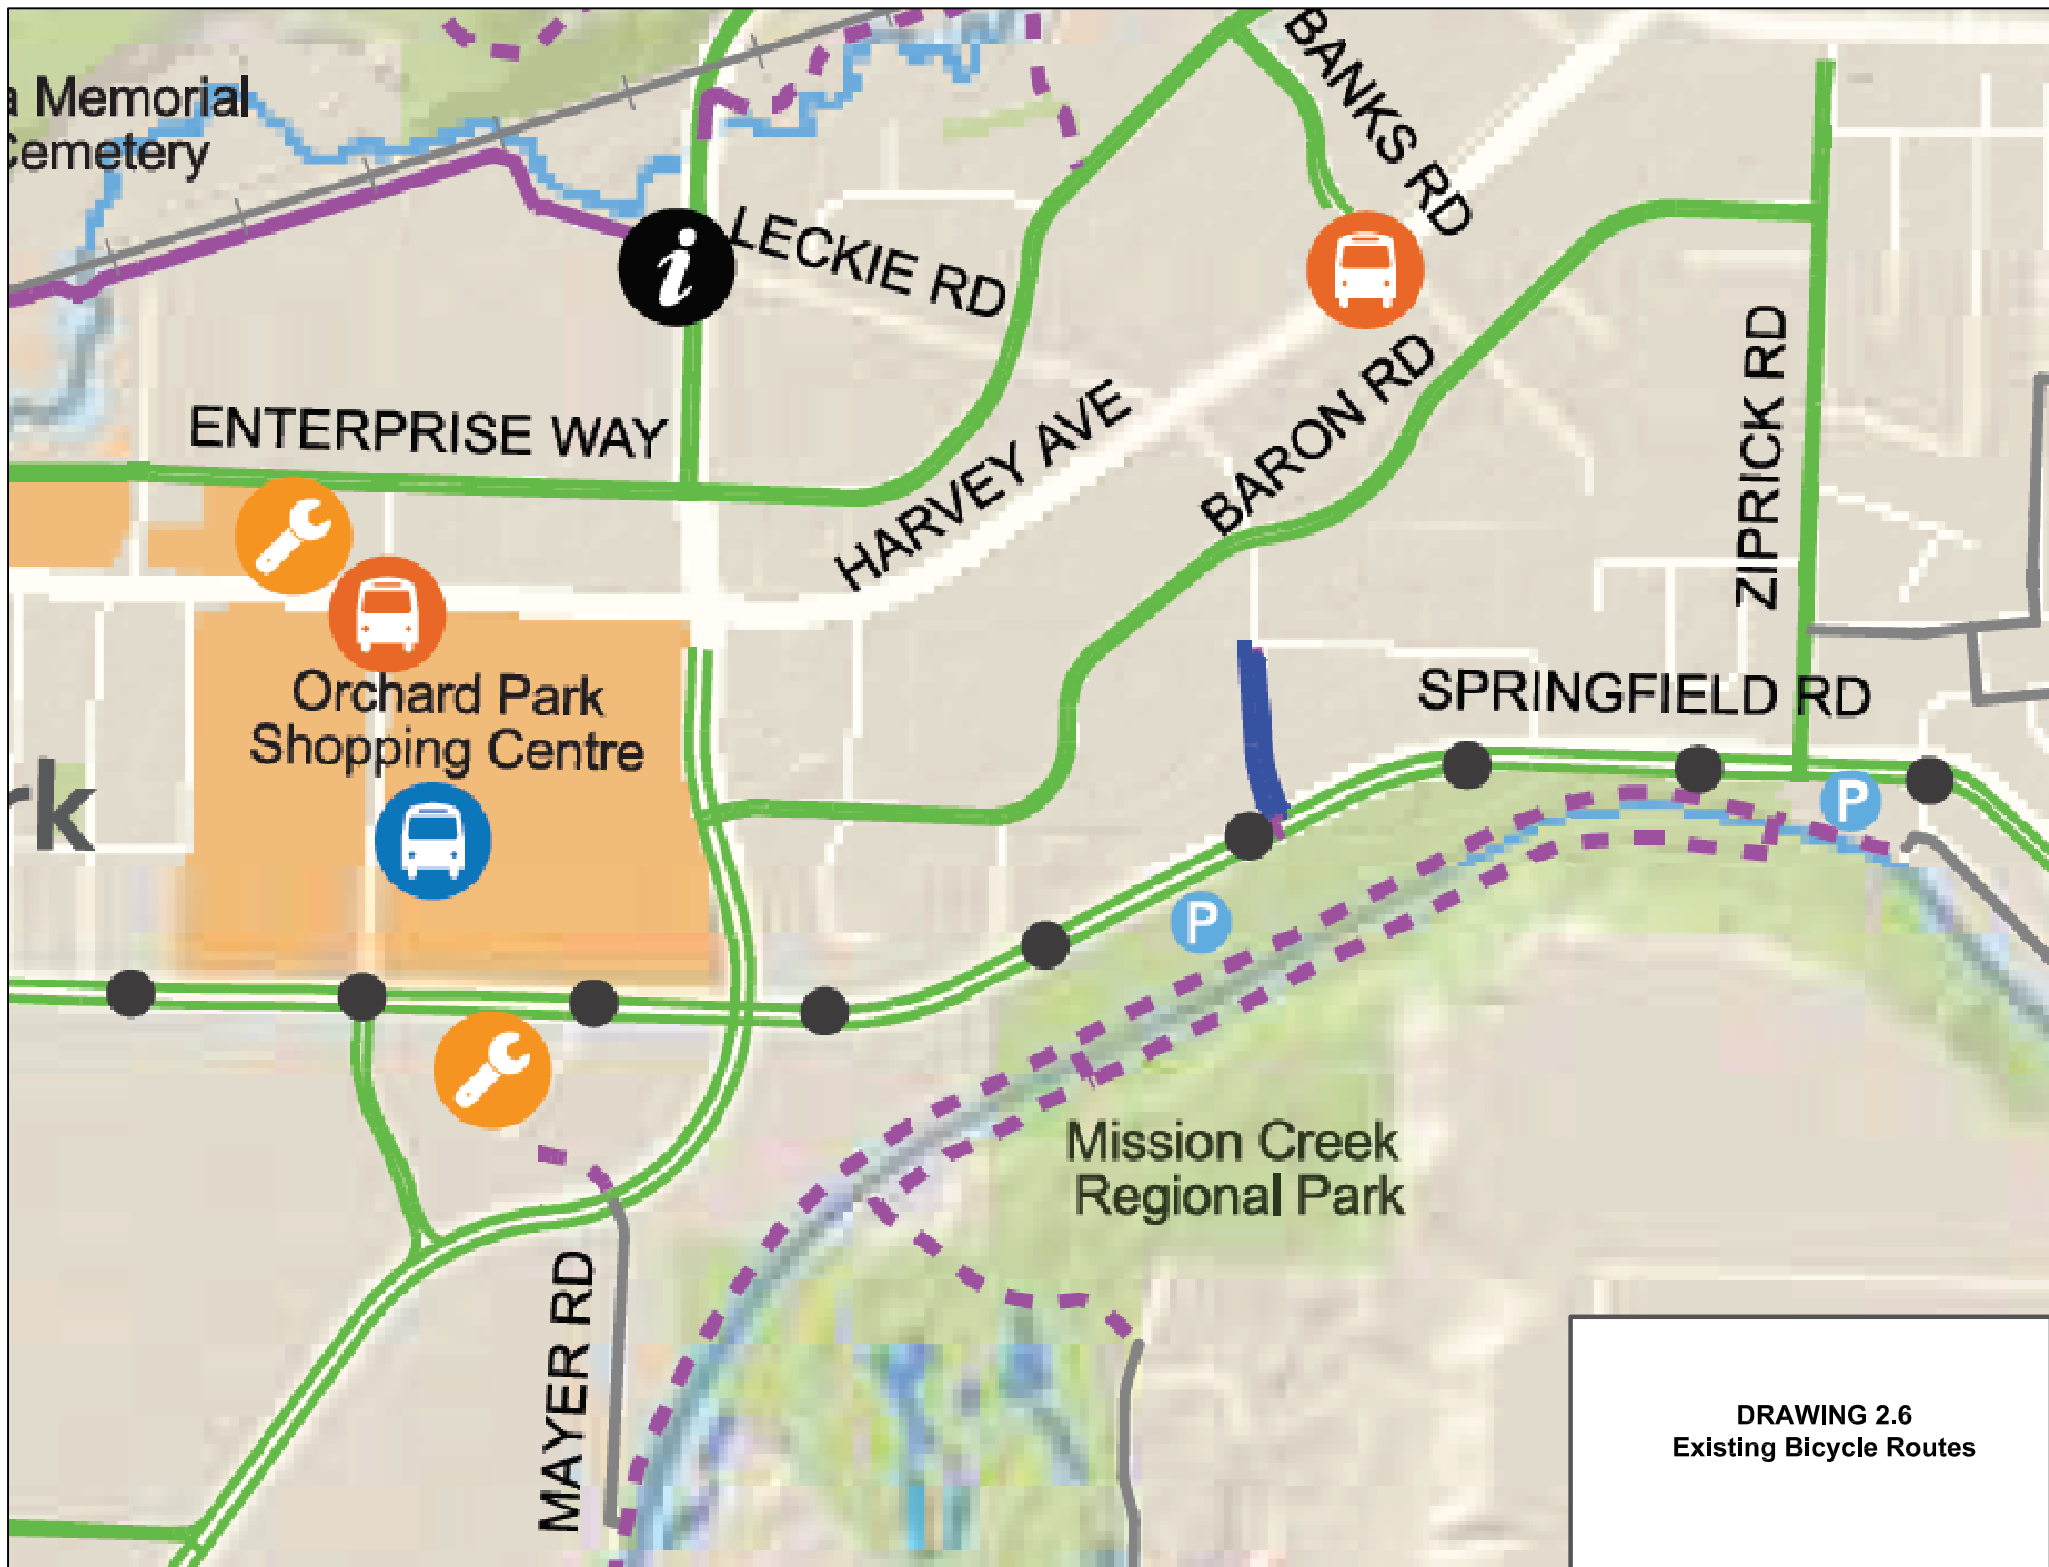 BANKS RD
a Memorial
Cemetery
LECKIE RD
ENTERPRISE WAY
HARVEY AVE
BARON RD
ZIPRICK RD
Orchard Park
Shopping Centre
SPRINGFIELD RD
rk
P
P
Mission Creek
Regional Park
MAYER RD
DRAWING 2.6
Existing Bicycle Routes